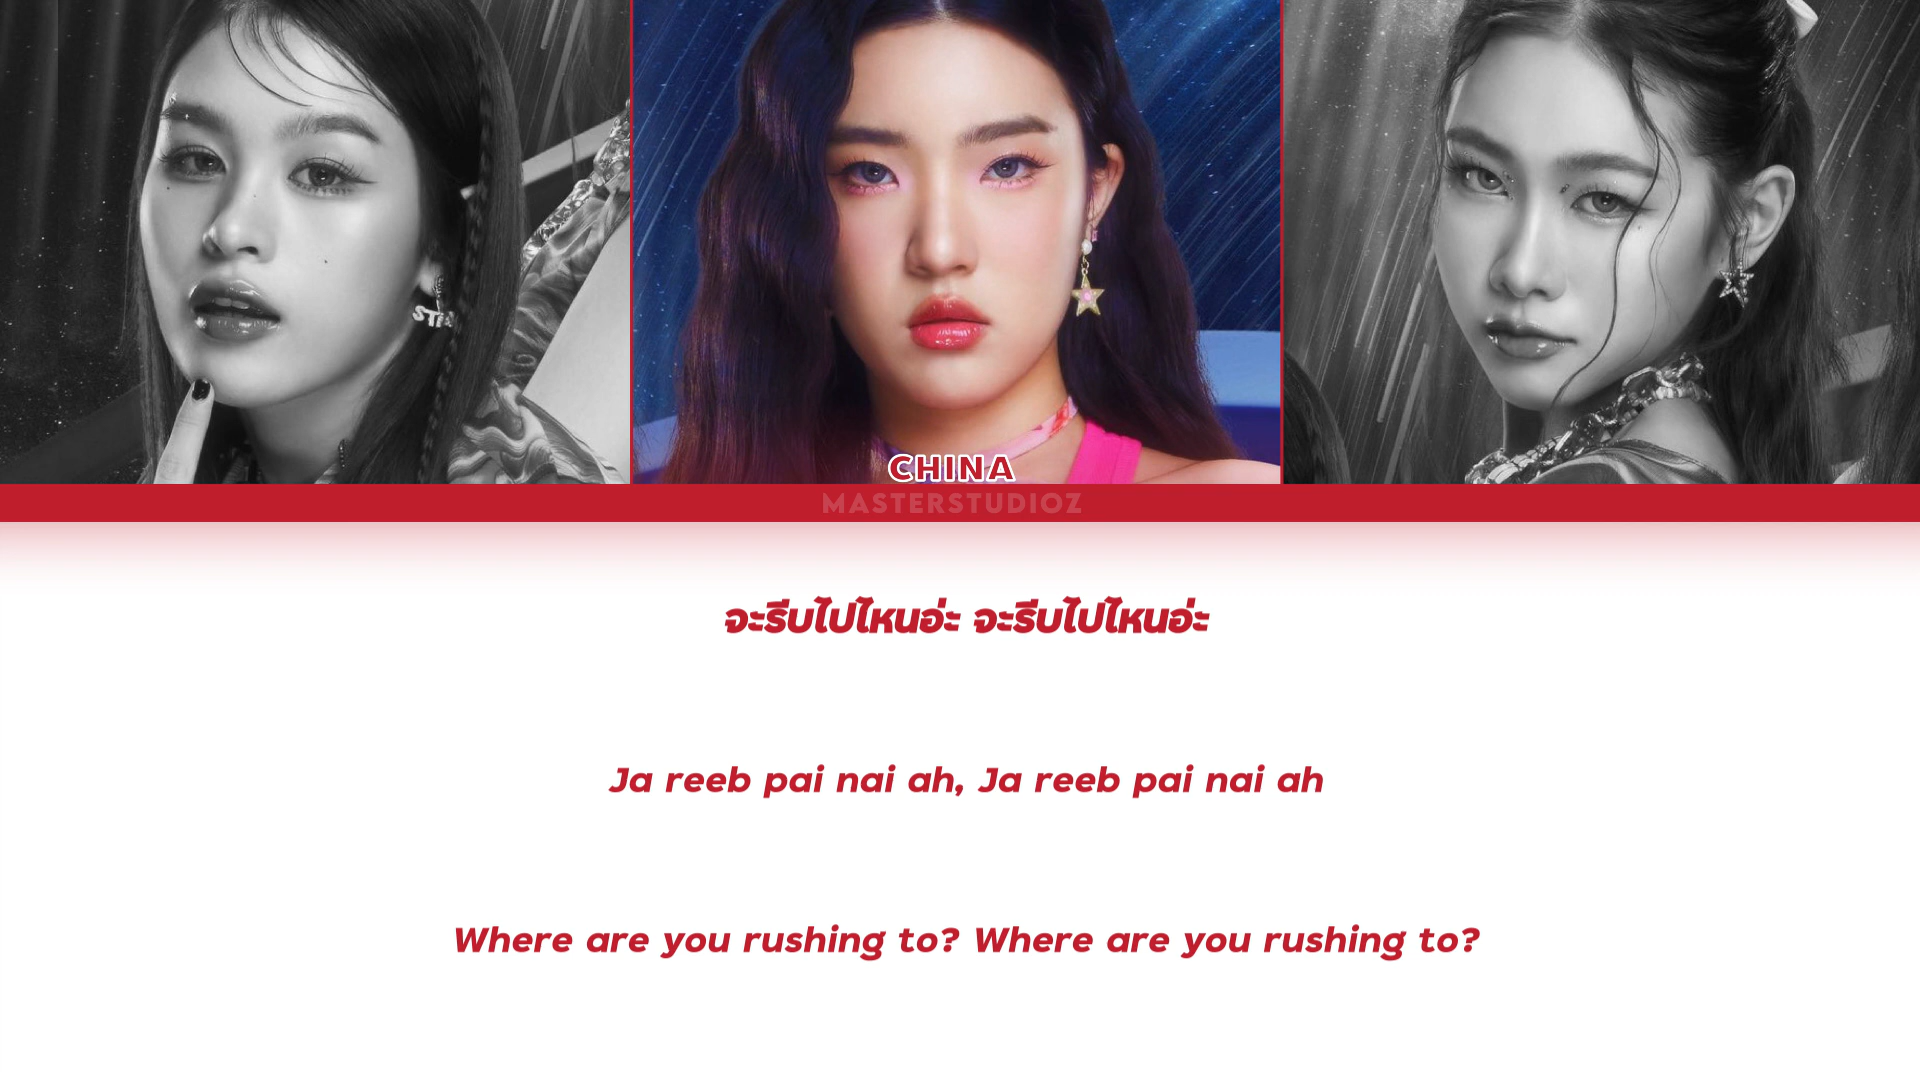 CHINA
MASTERSTUDIOZ
จะรีบไปไหนอ่ะ จะรีบไปไหนอ่ะ
Ja reeb pai nai ah, Ja reeb pai nai ah
Where are you rushing to? Where are you rushing to?